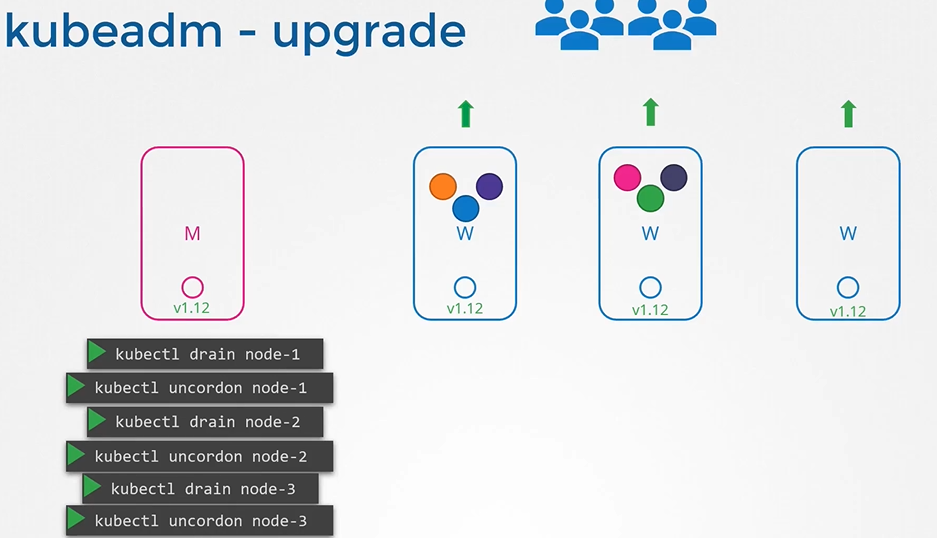 kubeadm - upgrade
M
W
W
W
v1.12
v1.12
v1.12
v1.12
kubectl drain node-1
kubectl uncordon node-1
kubectl drain node-2
kubectl uncordon node-2
kubectl drain node-3
kubectl uncordon node-3